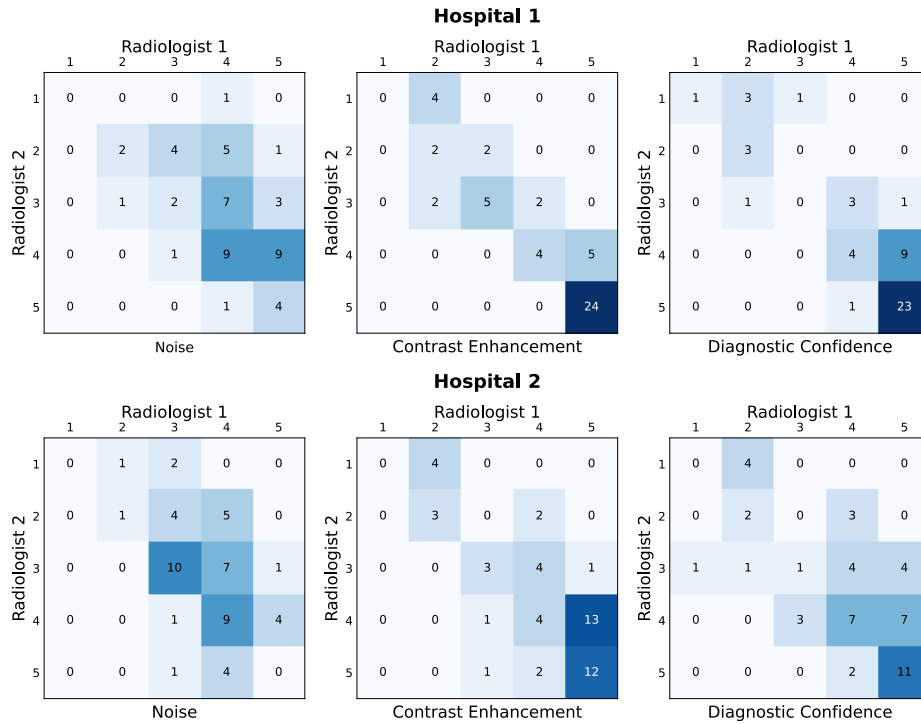 Hospital 1
Radiologist 1 Radiologist 1 Radiologist 1
1 2 3 4 5 1 2 3 4 5 1 2 3 4 5
Radiologist 2 Radiologist 2 Radiologist 2
1 0 0 0 1 0 1 0 4 0 0 0 1 1 3 1 0 0
2 0 2 4 5 1 2 0 2 2 0 0 2 0 3 0 0 0
3 0 1 2 7 3 3 0 2 5 2 0 3 0 1 0 3 1
4 0 0 1 9 9 4 0 0 0 4 5 4 0 0 0 4 9
5 0 0 0 1 4 5 0 0 0 0 24 5 0 0 0 1 23
Noise Contrast Enhancement Diagnostic Confidence
Hospital 2
Radiologist 1 Radiologist 1 Radiologist 1
1 2 3 4 5 1 2 3 4 5 1 2 3 4 5
Radiologist 2 Radiologist 2 Radiologist 2
1 0 1 2 0 0 1 0 4 0 0 0 1 0 4 0 0 0
2 0 1 4 5 0 2 0 3 0 2 0 2 0 2 0 3 0
3 0 0 10 7 1 3 0 0 3 4 1 3 1 1 1 4 4
4 0 0 1 9 4 4 0 0 1 4 13 4 0 0 3 7 7
5 0 0 1 4 0 5 0 0 1 2 12 5 0 0 0 2 11
Noise Contrast Enhancement Diagnostic Confidence